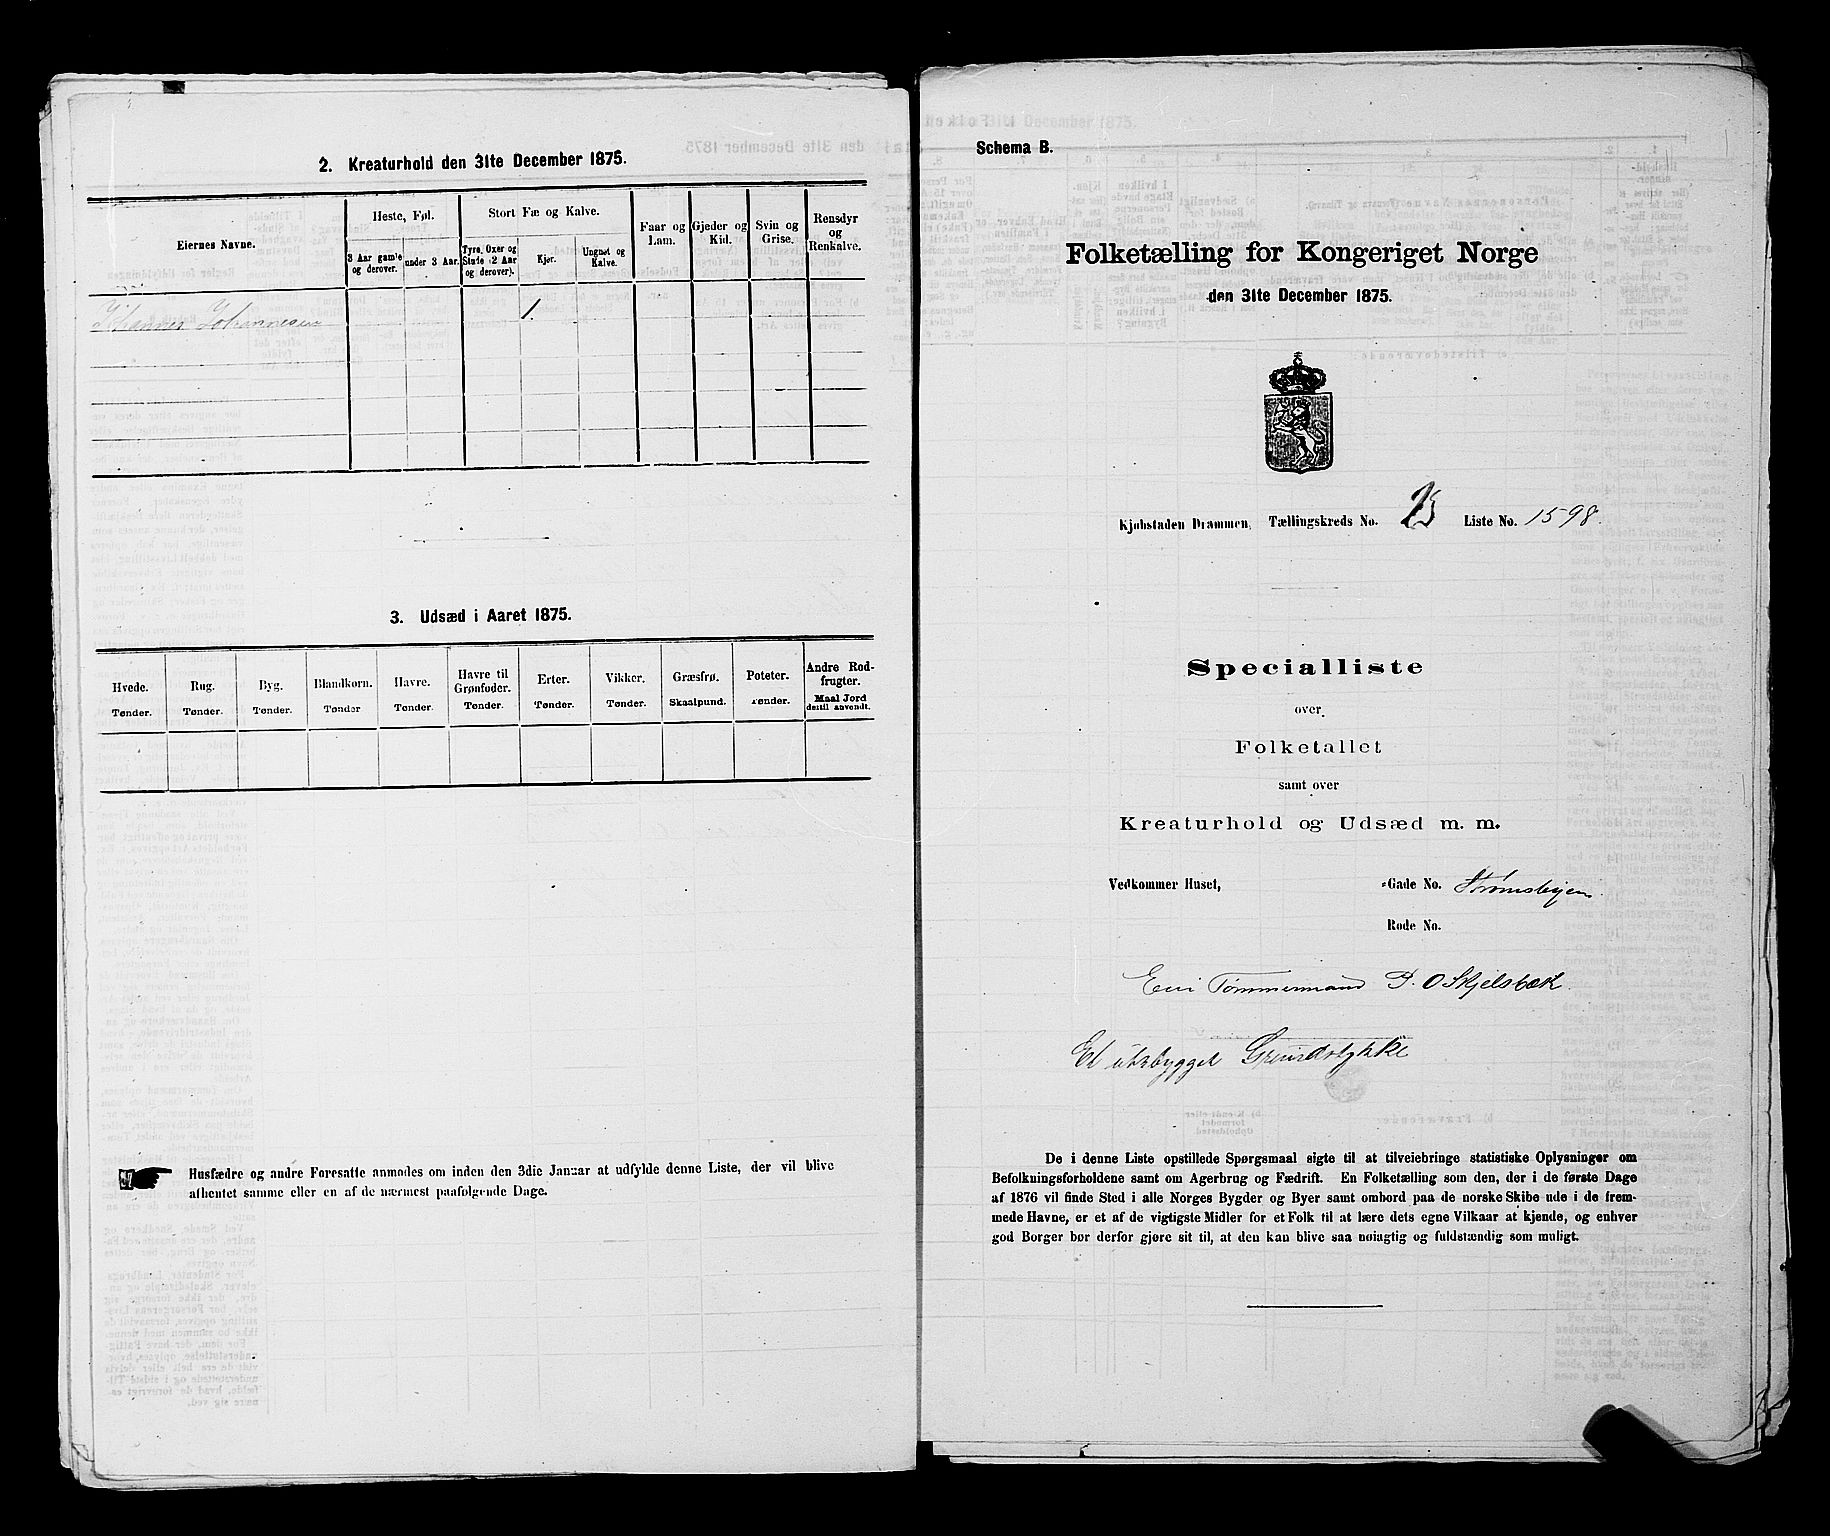 2. Kreaturhold den 31te December 1875.
Eiernes Navne.
Heste, Føl.
3 Aar gamle og derover.
under 3 Aar.
Stort Fæ og Kalve.
Tyre, Oxer og Stude (2 Aar og derover).
Kjør.
Ungnøt og Kalve.
Faar og Lam.
Gjeder og Kid.
Svin og Grise.
Rensdyr og Renkalve.
Johannes Johannesen 1.
3. Udsæd i Aaret 1875.
Hvede. Tønder.
Rug. Tønder.
Byg. Tønder.
Blandkorn. Tønder
Havre. Tønder.
Havre til Grønfoder. Tønder.
Erter. Tønder.
Vikker. Tønder.
Græsfrø. Skaalpund.
Poteter. Tønder.
Andre Rodfrugter. Maal Jord dertil anvendt.
Husfædre og andre Foresatte anmodes om inden den 3die Januar at udfylde denne Liste, der vil blive
afhentet samme eller en af de nærmest paafølgende Dage.
Schema B.
Folketælling for Kongeriget Norge
den 31te December 1875.
Kjøbstaden Drammen, Tællingskreds No. Liste No. 1598.
Specialliste
over
Folketallet
samt over
Kreaturhold og Udsæd m. m.
Vedkommer Huset, -Gade No. Strømsbyen
Rode No.
Tømmermand P. O Skjelsbæk
Et ubebygget Grundstykke
De i denne Liste opstillede Spørgsmaal sigte til at tilveiebringe statistiske Oplysninger om
Befolkningsforholdene samt om Agerbrug og Fædrift. En Folketælling som den, der i de første Dage
af 1876 vil finde Sted i alle Norges Bygder og Byer samt ombord paa de norske Skibe ude i de frem-
mede Havne, er et af de vigtigste Midler for et Folk til at lære dets egne Vilkaar at kjende, og enhver
god Borger bør derfor gjøre sit til, at den kan blive saa nøiagtig og fuldstændig som muligt.